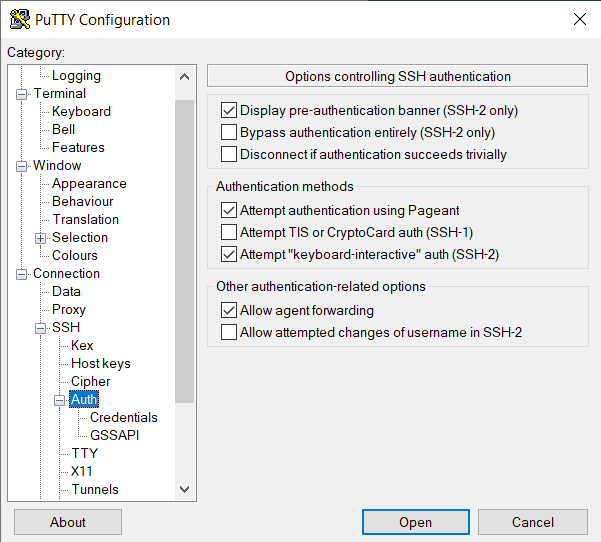 PuTTY Configuration
Category:
Logging
Terminal
Keyboard
Bell
Features
Window
Appearance
Behaviour
Translation
Selection
Colours
Connection
Data
Proxy
SSH
Kex
Host keys
Cipher
Auth
Credentials
GSSAPI
TTY
X11
Tunnels
Options controlling SSH authentication
Display pre-authentication banner (SSH-2 only)
Bypass authentication entirely (SSH-2 only)
Disconnect if authentication succeeds trivially
Authentication methods
Attempt authentication using Pageant
Attempt TIS or CryptoCard auth (SSH-1)
Attempt "keyboard-interactive" auth (SSH-2)
Other authentication-related options
Allow agent forwarding
Allow attempted changes of username in SSH-2
About
Open
Cancel